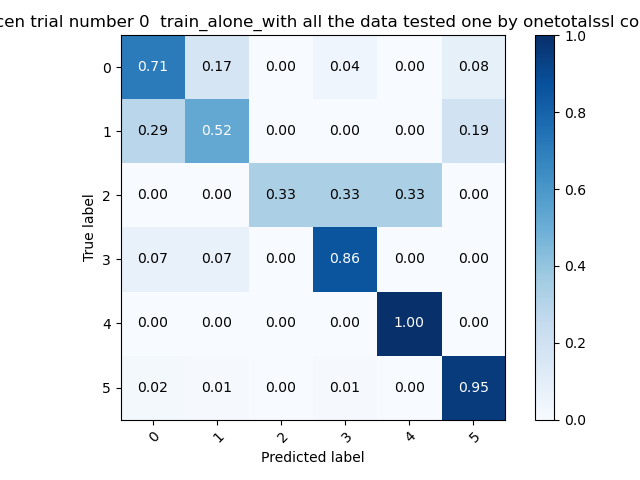 cen trial number 0 train_alone_with all the data tested one by onetotalssl co
0 0.71 0.17 0.00 0.04 0.00 0.08
1 0.29 0.52 0.00 0.00 0.00 0.19
2 0.00 0.00 0.33 0.33 0.33 0.00
3 0.07 0.07 0.00 0.86 0.00 0.00
4 0.00 0.00 0.00 0.00 1.00 0.00
5 0.02 0.01 0.00 0.01 0.00 0.95
0 1 2 3 4 5
True label
Predicted label
1.0
0.8
0.6
0.4
0.2
0.0